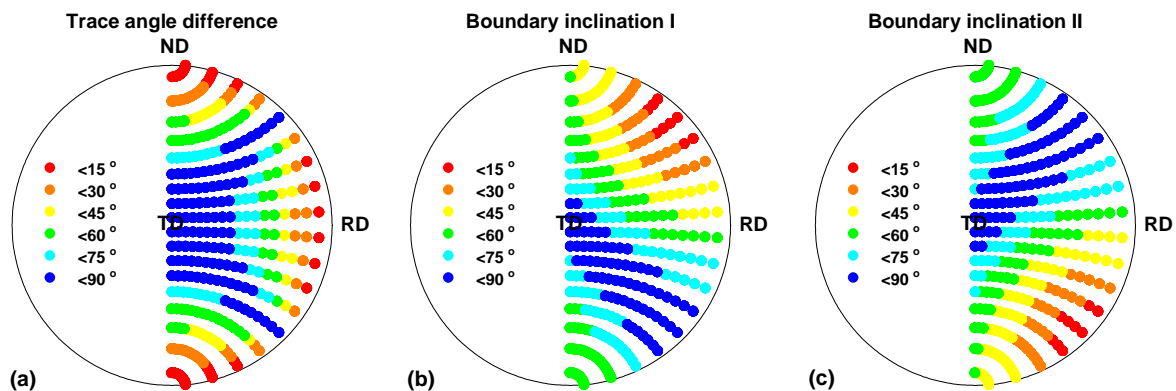 Trace angle difference
ND
<15 °
<30 °
<45 °
<60 °
<75 °
<90 °
TD
RD
(a)
Boundary inclination I
ND
<15 °
<30 °
<45 °
<60 °
<75 °
<90 °
TD
RD
(b)
Boundary inclination II
ND
<15 °
<30 °
<45 °
<60 °
<75 °
<90 °
TD
RD
(c)